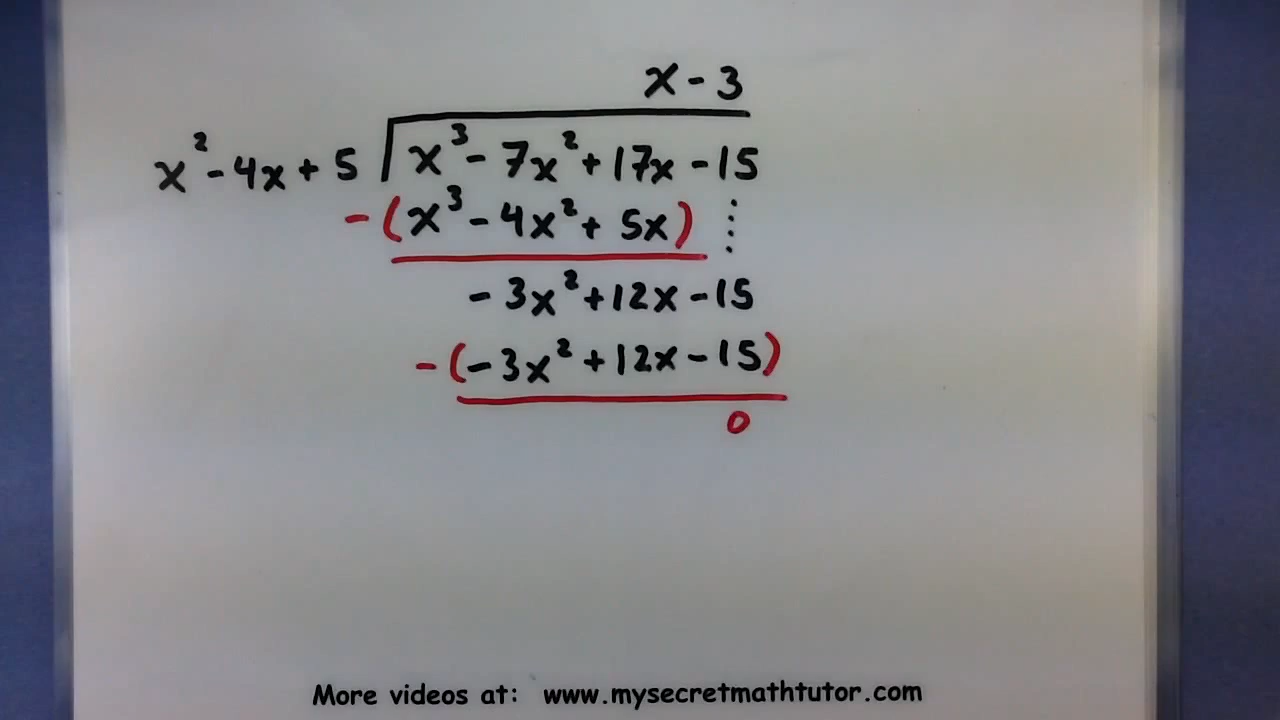 x - 3
x² - 4x + 5 x³ - 7x² + 17x - 15
- (x³ - 4x² + 5x) ⋮
- 3x² + 12x - 15
- (- 3x² + 12x - 15)
0
More videos at: www.mysecretmathtutor.com